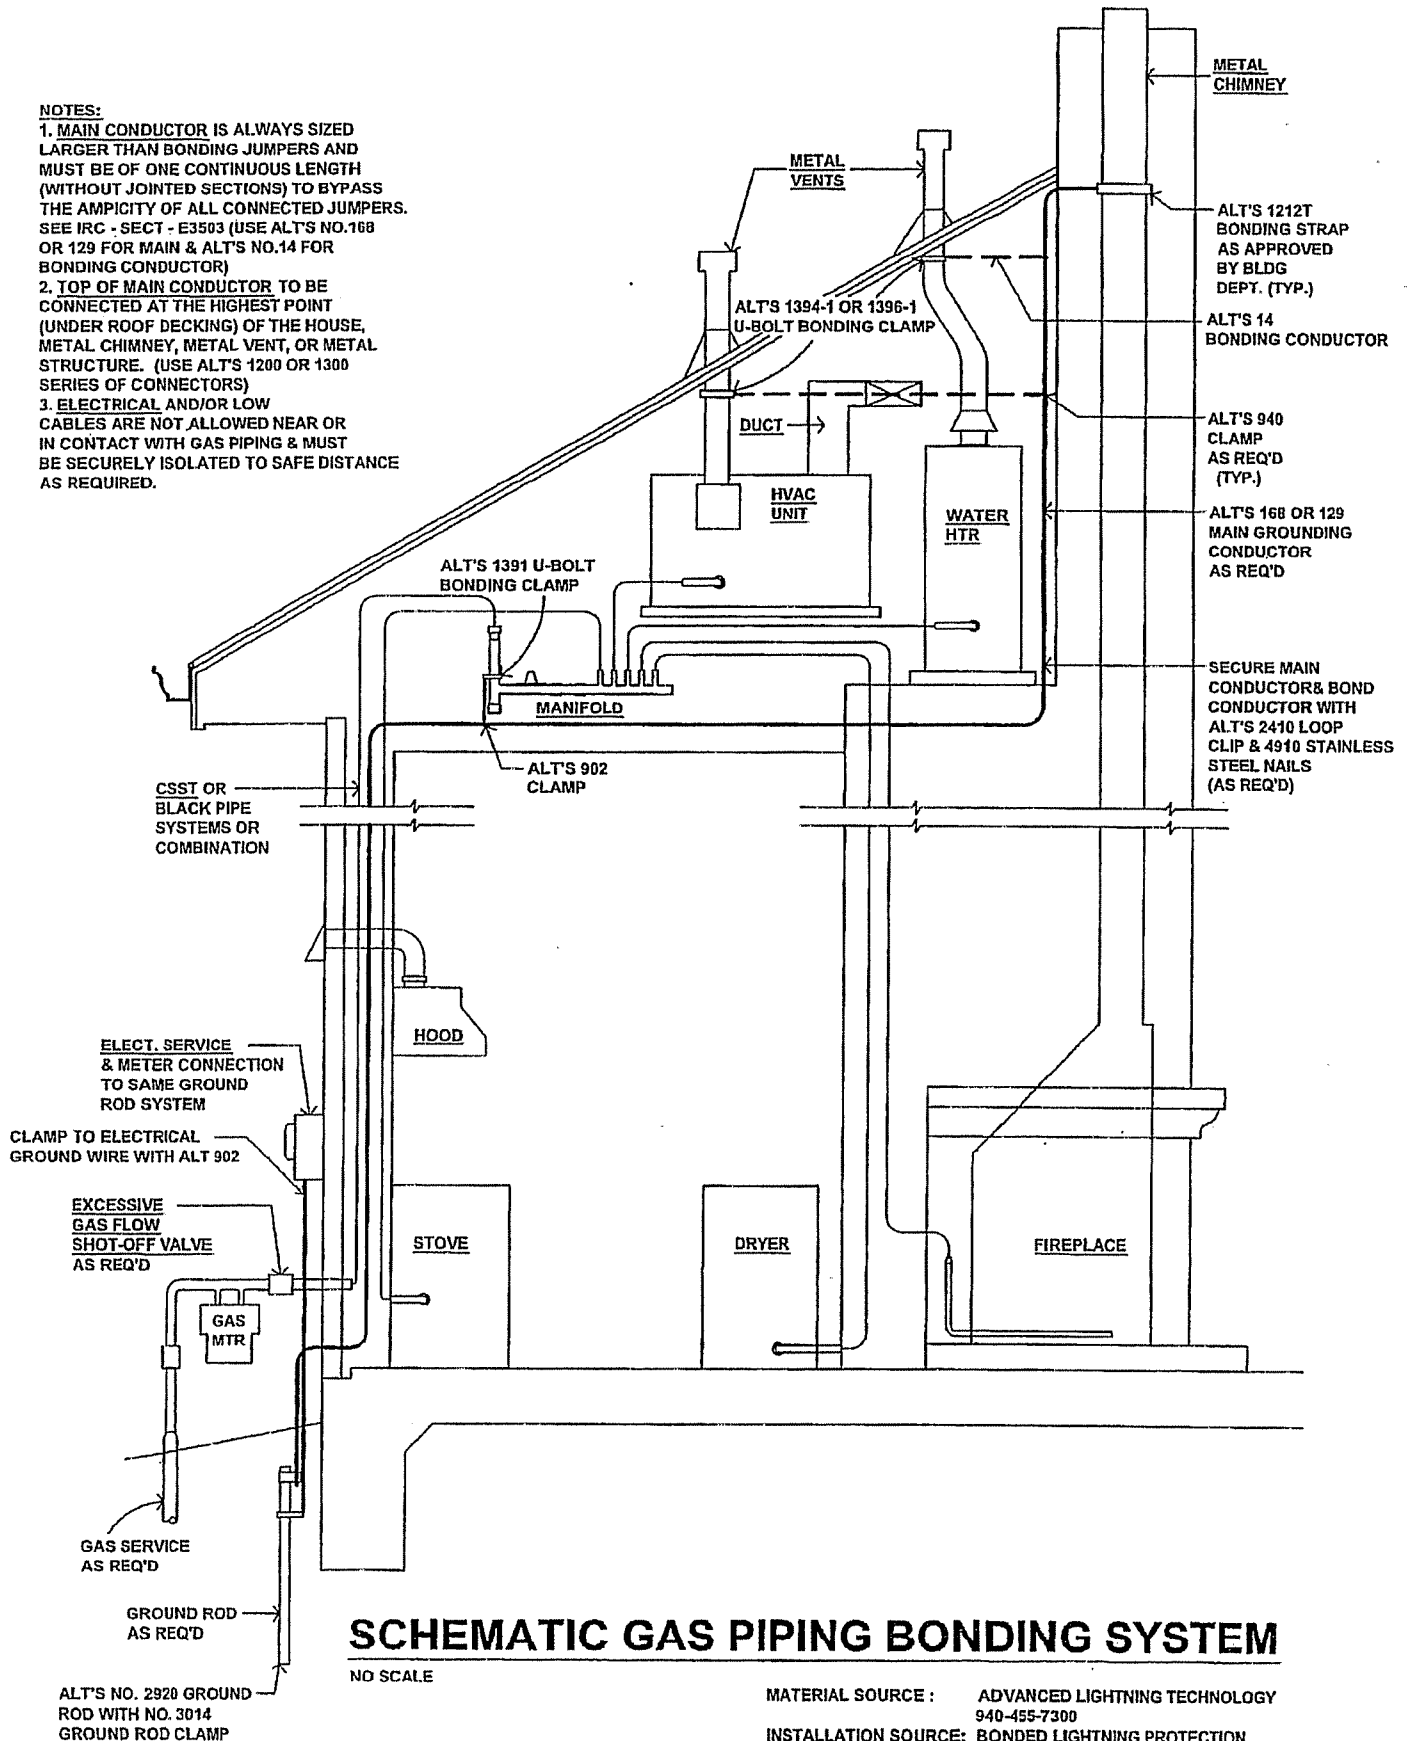 NOTES:
1. MAIN CONDUCTOR IS ALWAYS SIZED
LARGER THAN BONDING JUMPERS AND
MUST BE OF ONE CONTINUOUS LENGTH
(WITHOUT JOINTED SECTIONS) TO BYPASS
THE AMPICITY OF ALL CONNECTED JUMPERS.
SEE IRC - SECT - E3503 (USE ALT'S NO.168
OR 129 FOR MAIN & ALT'S NO.14 FOR
BONDING CONDUCTOR)
2. TOP OF MAIN CONDUCTOR TO BE
CONNECTED AT THE HIGHEST POINT
(UNDER ROOF DECKING) OF THE HOUSE,
METAL CHIMNEY, METAL VENT, OR METAL
STRUCTURE. (USE ALT'S 1200 OR 1300
SERIES OF CONNECTORS)
3. ELECTRICAL AND/OR LOW
CABLES ARE NOT ALLOWED NEAR OR
IN CONTACT WITH GAS PIPING & MUST
BE SECURELY ISOLATED TO SAFE DISTANCE
AS REQUIRED.
METAL
CHIMNEY
METAL
VENTS
ALT'S 1212T
BONDING STRAP
AS APPROVED
BY BLDG
DEPT. (TYP.)
ALT'S 1394-1 OR 1396-1
U-BOLT BONDING CLAMP
ALT'S 14
BONDING CONDUCTOR
DUCT
ALT'S 940
CLAMP
AS REQ'D
(TYP.)
HVAC
UNIT
WATER
HTR
ALT'S 168 OR 129
MAIN GROUNDING
CONDUCTOR
AS REQ'D
ALT'S 1391 U-BOLT
BONDING CLAMP
MANIFOLD
SECURE MAIN
CONDUCTOR& BOND
CONDUCTOR WITH
ALT'S 2410 LOOP
CLIP & 4910 STAINLESS
STEEL NAILS
(AS REQ'D)
ALT'S 902
CLAMP
CSST OR
BLACK PIPE
SYSTEMS OR
COMBINATION
HOOD
ELECT. SERVICE
& METER CONNECTION
TO SAME GROUND
ROD SYSTEM
CLAMP TO ELECTRICAL
GROUND WIRE WITH ALT 902
EXCESSIVE
GAS FLOW
SHOT-OFF VALVE
AS REQ'D
STOVE
DRYER
FIREPLACE
GAS
MTR
GAS SERVICE
AS REQ'D
GROUND ROD
AS REQ'D
ALT'S NO. 2920 GROUND
ROD WITH NO. 3014
GROUND ROD CLAMP
SCHEMATIC GAS PIPING BONDING SYSTEM
NO SCALE
MATERIAL SOURCE : ADVANCED LIGHTNING TECHNOLOGY
940-455-7300
INSTALLATION SOURCE: BONDED LIGHTNING PROTECTION